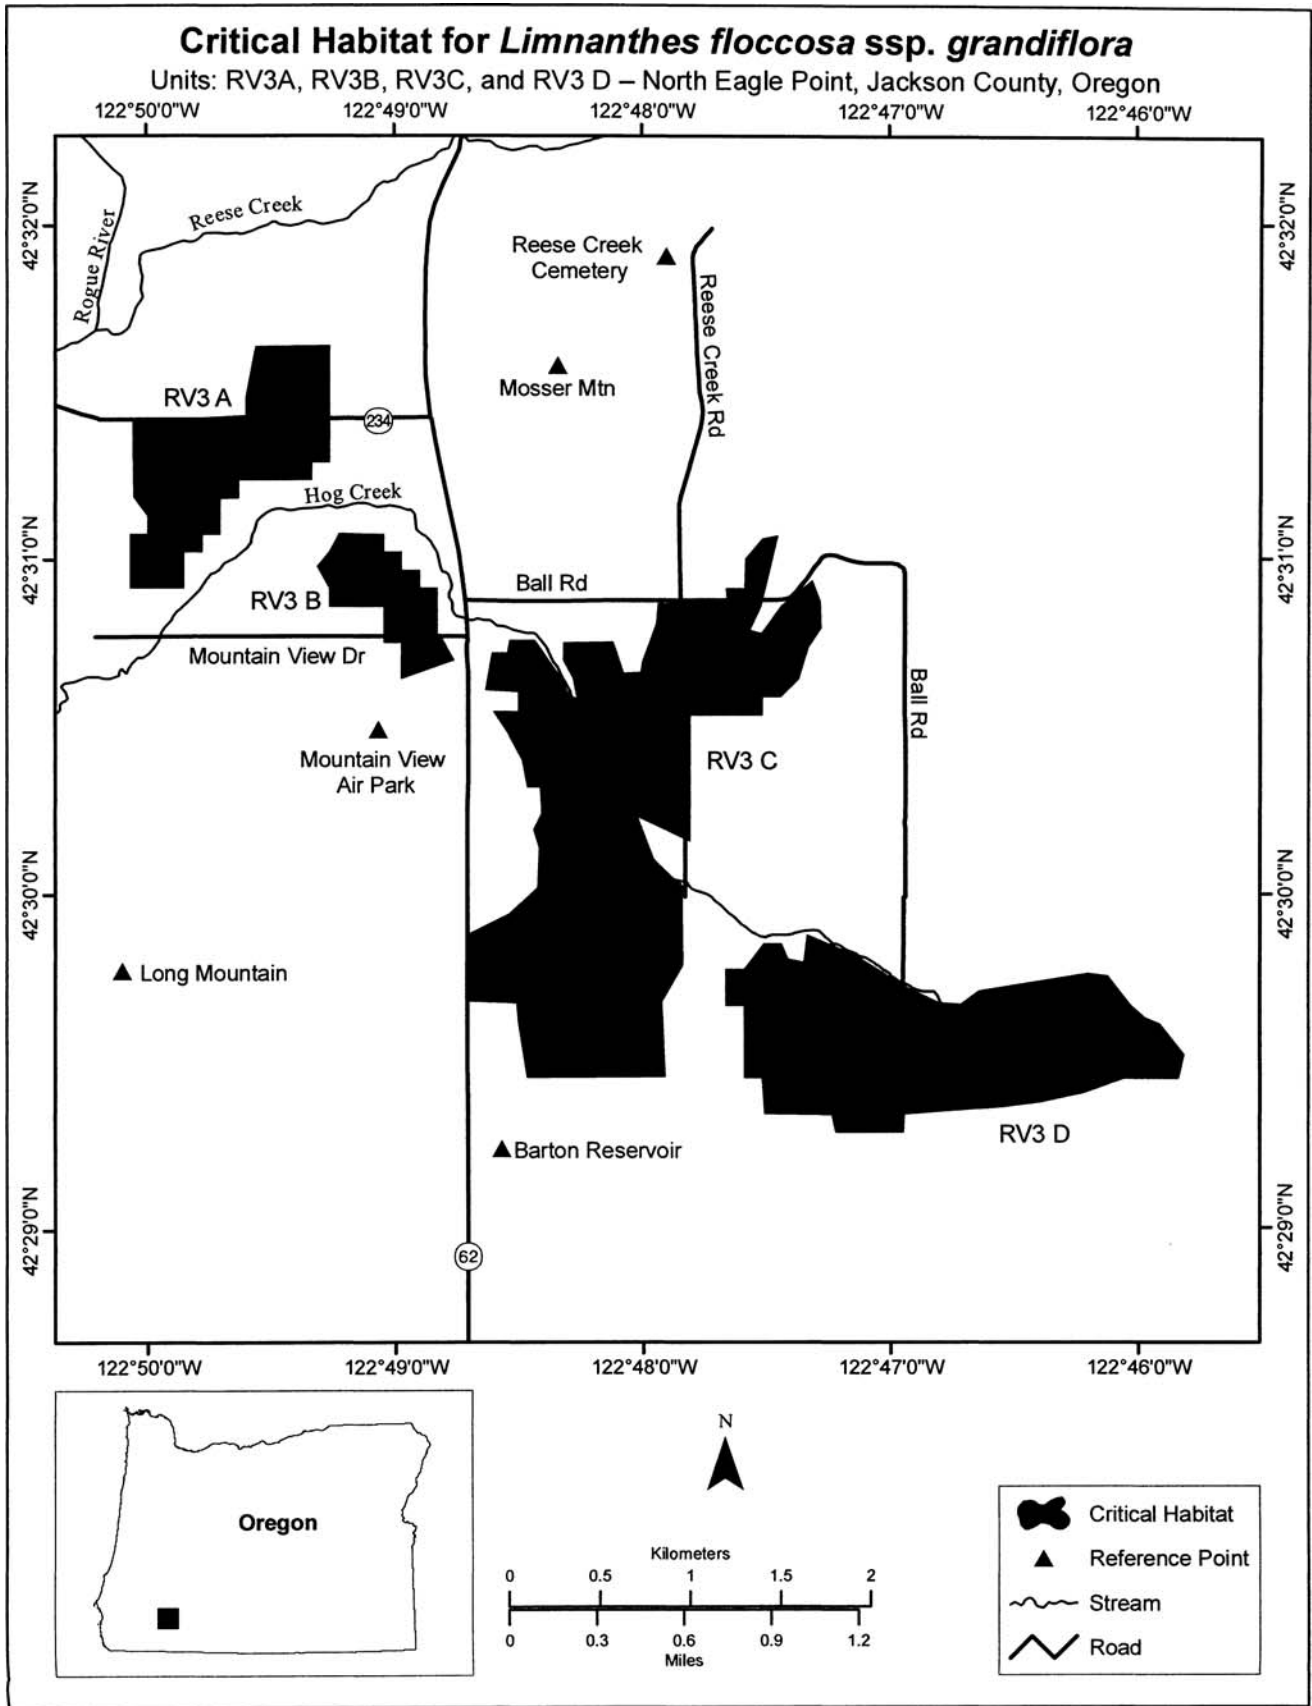 Critical Habitat for Limnanthes floccosa ssp. grandiflora
Units: RV3A, RV3B, RV3C, and RV3 D – North Eagle Point, Jackson County, Oregon
122°50'0"W
122°49'0"W
122°48'0"W
122°47'0"W
122°46'0"W
42°32'0"N
42°32'0"N
Rogue River
Reese Creek
Reese Creek
Cemetery
Reese Creek Rd
Mosser Mtn
RV3 A
234
Hog Creek
42°31'0"N
42°31'0"N
RV3 B
Ball Rd
Mountain View Dr
Ball Rd
Mountain View
Air Park
RV3 C
42°30'0"N
42°30'0"N
Long Mountain
RV3 D
Barton Reservoir
42°29'0"N
42°29'0"N
62
122°50'0"W
122°49'0"W
122°48'0"W
122°47'0"W
122°46'0"W
Oregon
N
Kilometers
0 0.5 1 1.5 2
0 0.3 0.6 0.9 1.2
Miles
Critical Habitat
Reference Point
Stream
Road